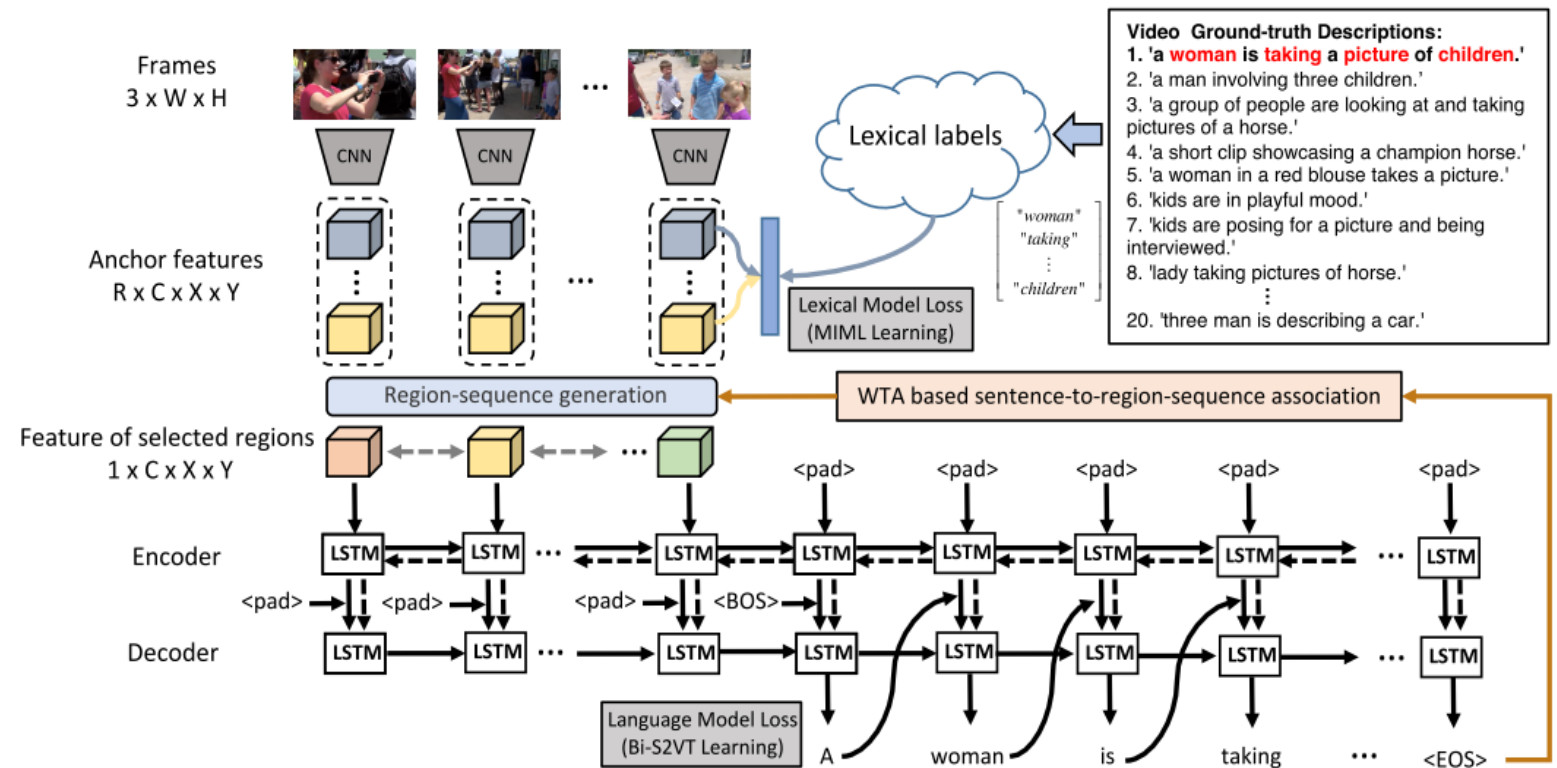 Frames
3 x W x H
...
CNN
CNN
CNN
Anchor features
R x C x X x Y
...
Lexical labels
"woman"
"taking"
⋮
"children"
Lexical Model Loss
(MIML Learning)
Video Ground-truth Descriptions:
1. 'a woman is taking a picture of children.'
2. 'a man involving three children.'
3. 'a group of people are looking at and taking
pictures of a horse.'
4. 'a short clip showcasing a champion horse.'
5. 'a woman in a red blouse takes a picture.'
6. 'kids are in playful mood.'
7. 'kids are posing for a picture and being
interviewed.'
8. 'lady taking pictures of horse.'
⋮
20. 'three man is describing a car.'
Region-sequence generation
WTA based sentence-to-region-sequence association
Feature of selected regions
1 x C x X x Y
...
<pad>
<pad>
<pad>
<pad>
<pad>
Encoder
LSTM
LSTM
...
LSTM
LSTM
LSTM
LSTM
LSTM
...
LSTM
<pad>
<pad>
<pad>
<BOS>
Decoder
LSTM
LSTM
...
LSTM
LSTM
LSTM
LSTM
LSTM
...
LSTM
Language Model Loss
(Bi-S2VT Learning)
A
woman
is
taking
...
<EOS>